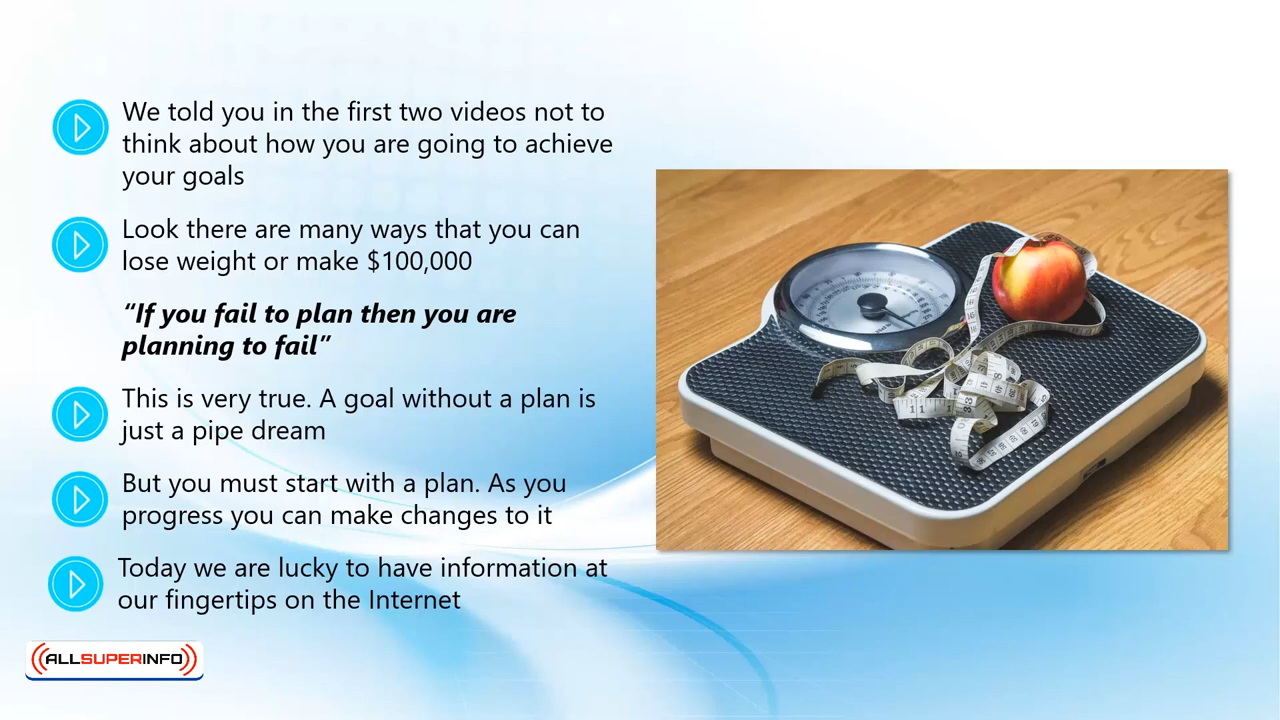 We told you in the first two videos not to
think about how you are going to achieve
your goals
Look there are many ways that you can
lose weight or make $100,000
“If you fail to plan then you are
planning to fail”
This is very true. A goal without a plan is
just a pipe dream
But you must start with a plan. As you
progress you can make changes to it
Today we are lucky to have information at
our fingertips on the Internet
ALLSUPERINFO